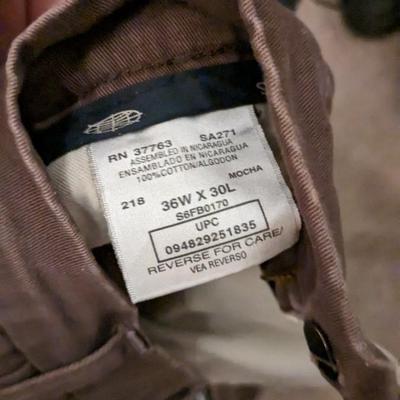 RN 37763 SA271
ASSEMBLED IN NICARAGUA
ENSAMBLADO EN NICARAGUA
100%COTTON/ALGODON
MOCHA
218 36W X 30L
S6FB0170
UPC
094829251835
REVERSE FOR CARE/
VEA REVERSO